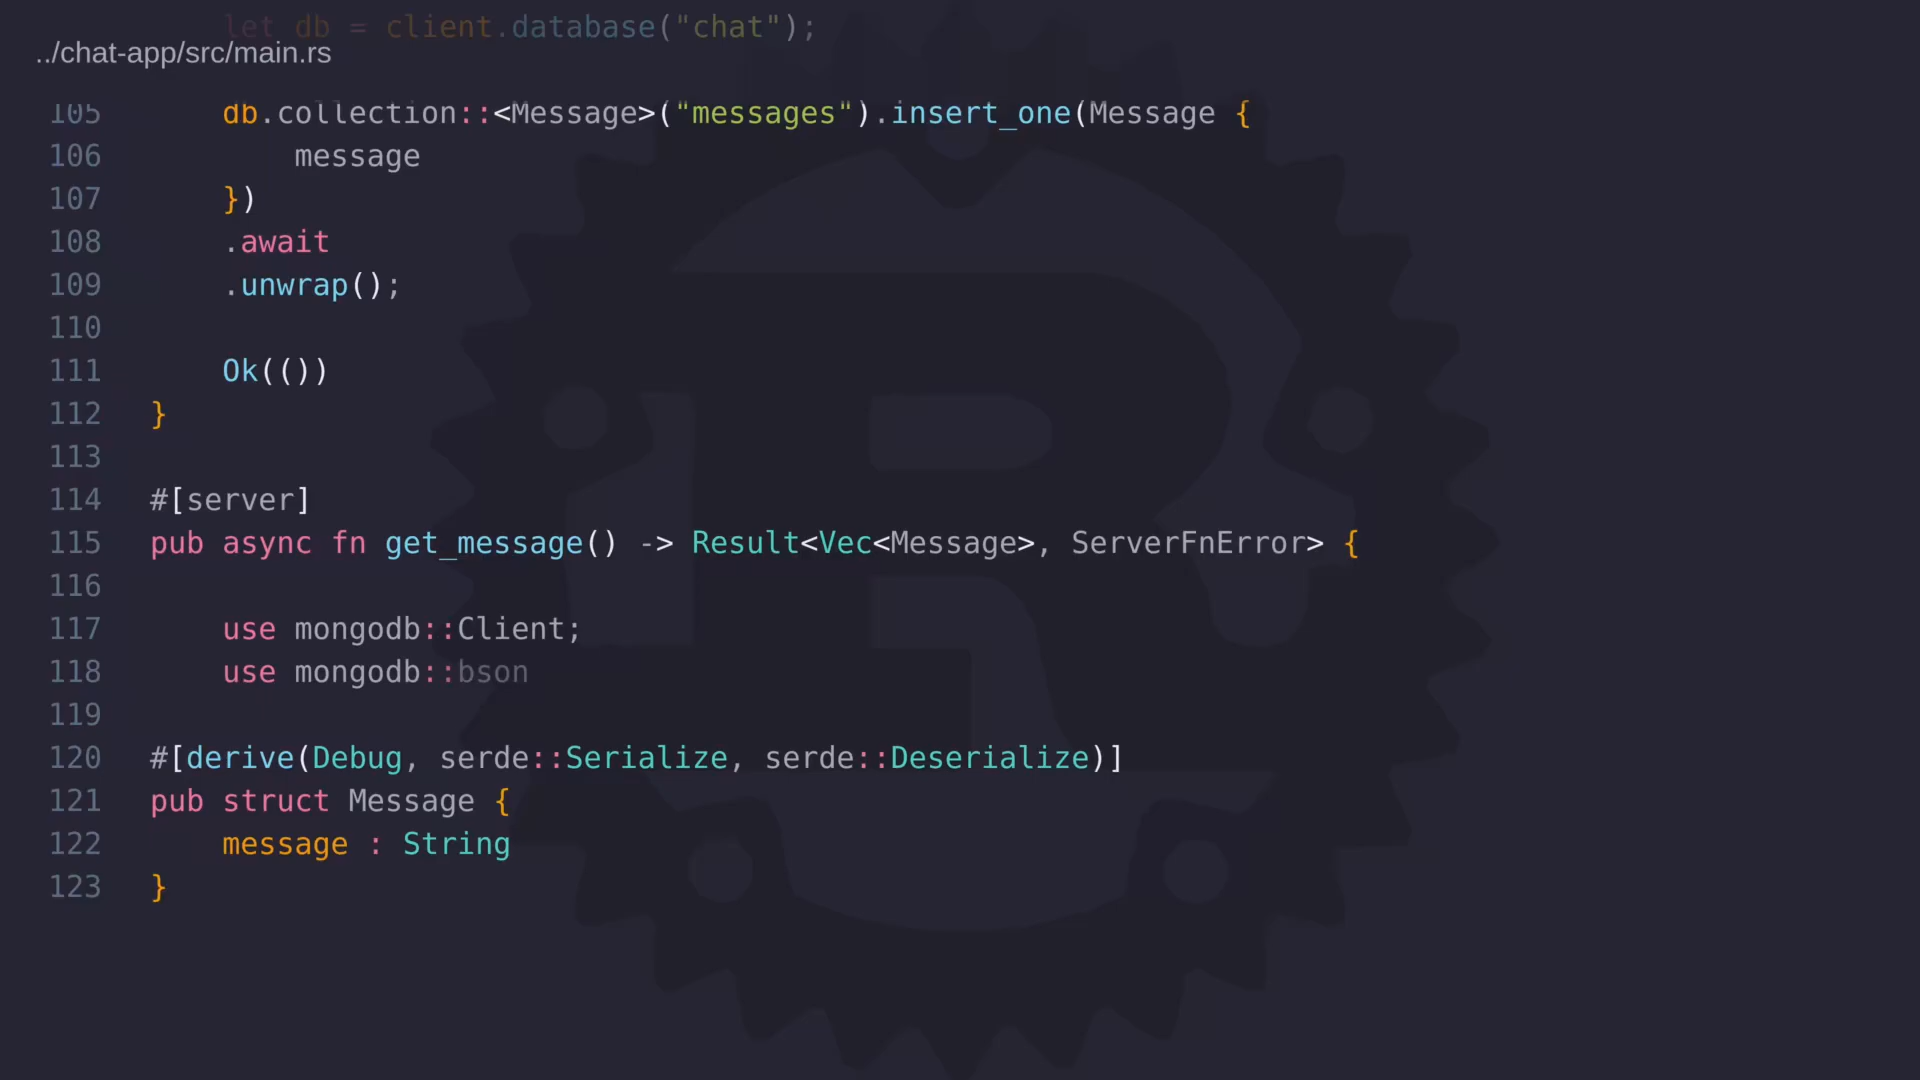 let db = client.database("chat");
../chat-app/src/main.rs
105 db.collection::<Message>("messages").insert_one(Message {
106 message
107 })
108 .await
109 .unwrap();
110
111 Ok(())
112 }
113
114 #[server]
115 pub async fn get_message() -> Result<Vec<Message>, ServerFnError> {
116
117 use mongodb::Client;
118 use mongodb::bson
119
120 #[derive(Debug, serde::Serialize, serde::Deserialize)]
121 pub struct Message {
122 message : String
123 }